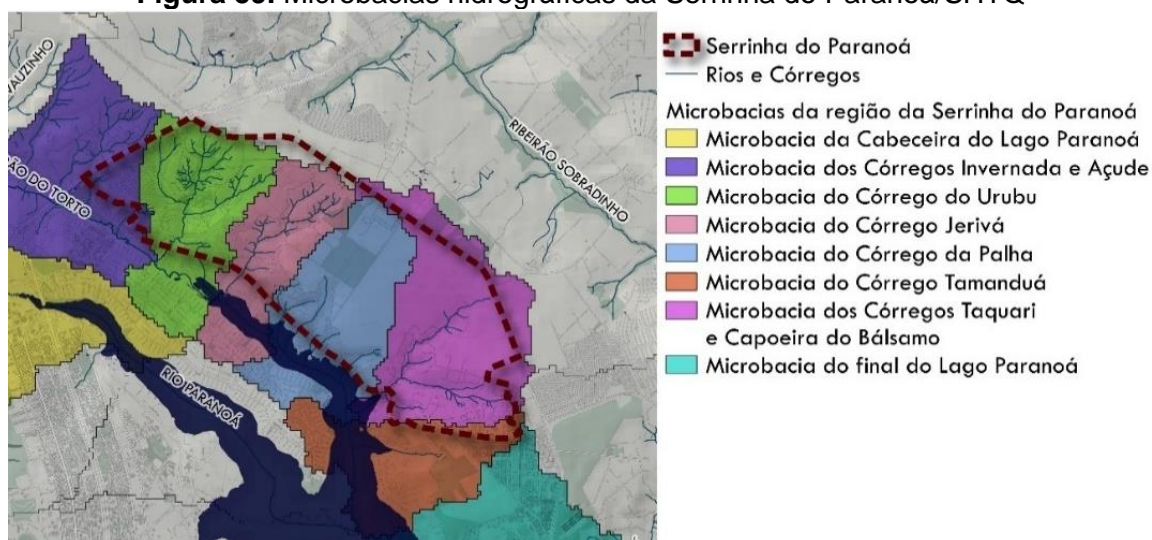 Serrinha do Paranoá
Rios e Córregos
Microbacias da região da Serrinha do Paranoá
Microbacia da Cabeceira do Lago Paranoá
Microbacia dos Córregos Invernada e Açude
Microbacia do Córrego do Urubu
Microbacia do Córrego Jerivá
Microbacia do Córrego da Palha
Microbacia do Córrego Tamanduá
Microbacia dos Córregos Taquari
e Capoeira do Bálsamo
Microbacia do final do Lago Paranoá
VAUZINHO
ÃO DO TORTO
RIBEIRÃO SOBRADINHO
RIO PARANOÁ